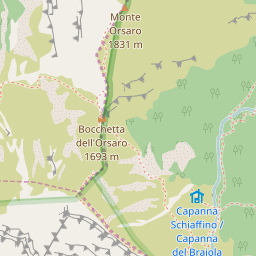 Monte
Orsaro
1831 m
Bocchetta
dell'Orsaro
1693 m
Capanna
Schiaffino /
Capanna
del Braiola